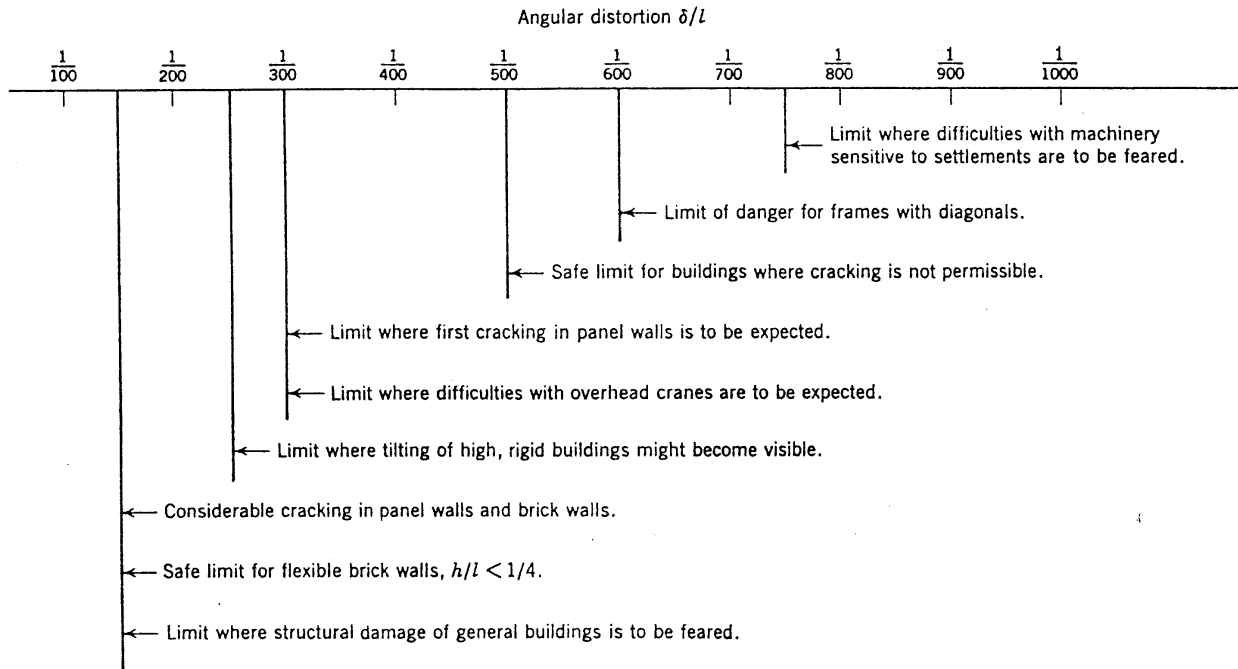 Angular distortion δ/l
1/100 1/200 1/300 1/400 1/500 1/600 1/700 1/800 1/900 1/1000
Limit where difficulties with machinery
sensitive to settlements are to be feared.
Limit of danger for frames with diagonals.
Safe limit for buildings where cracking is not permissible.
Limit where first cracking in panel walls is to be expected.
Limit where difficulties with overhead cranes are to be expected.
Limit where tilting of high, rigid buildings might become visible.
Considerable cracking in panel walls and brick walls.
Safe limit for flexible brick walls, h/l < 1/4.
Limit where structural damage of general buildings is to be feared.